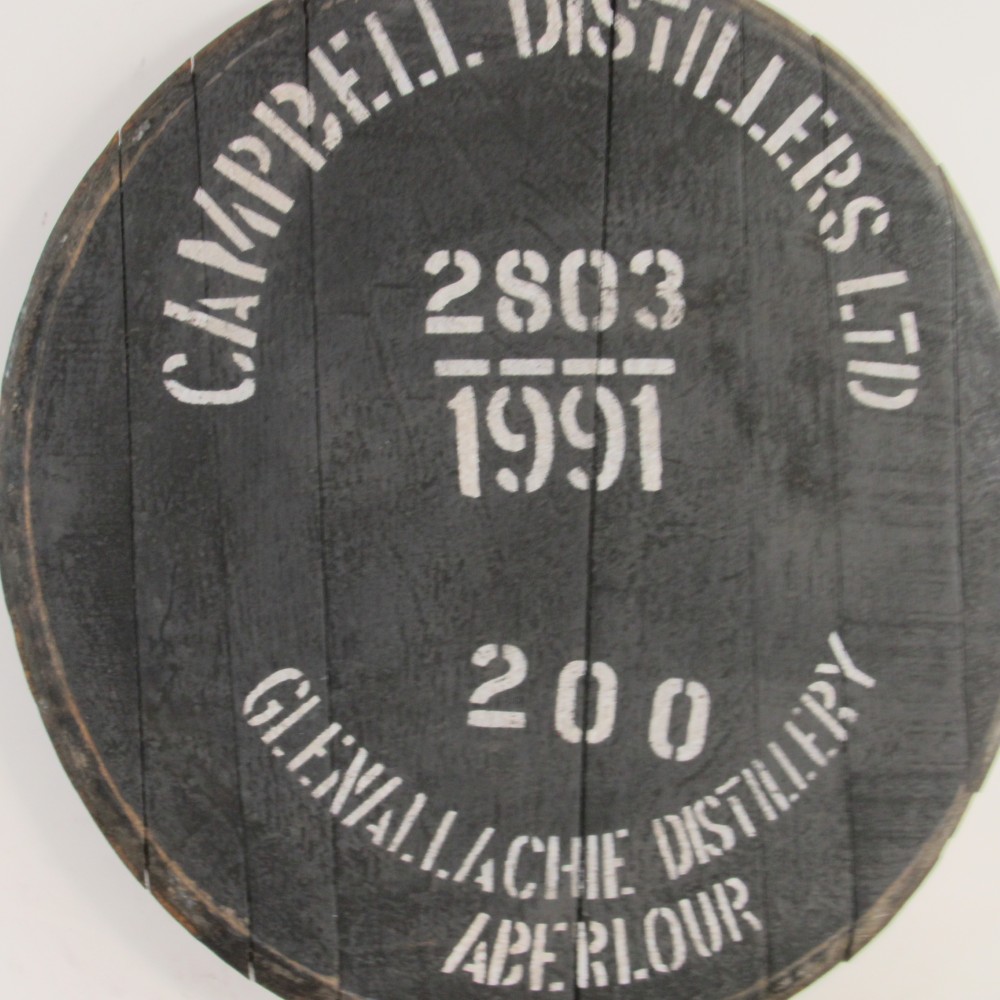 CAMPBELL DISTILLERS LTD
2803
1991
200
GLENALLACHIE DISTILLERY
ABERLOUR